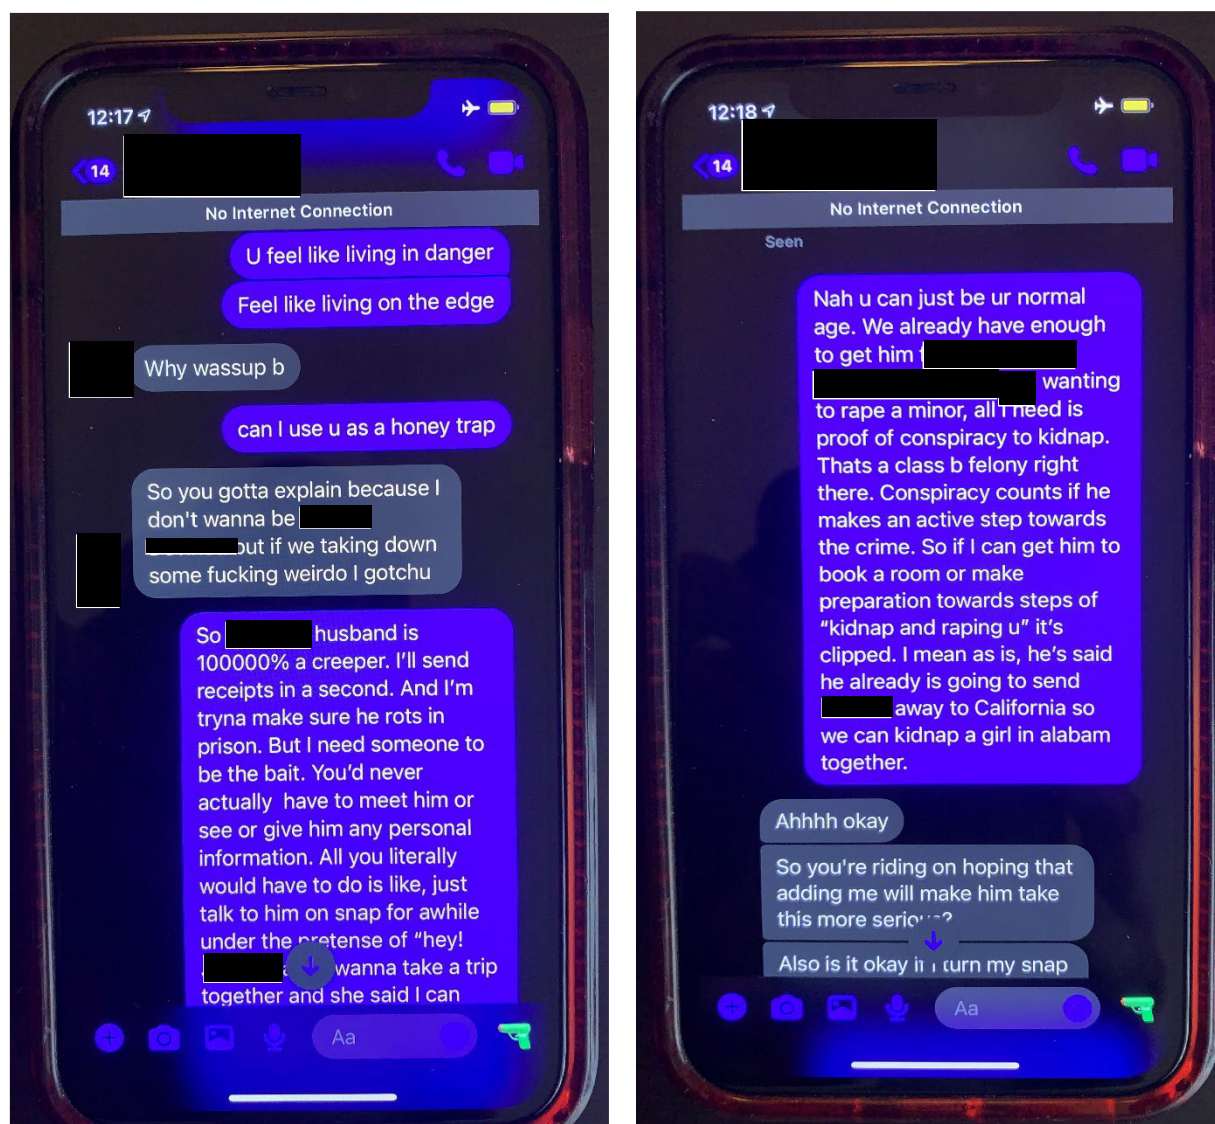 12:17
14
No Internet Connection
U feel like living in danger
Feel like living on the edge
Why wassup b
can I use u as a honey trap
So you gotta explain because I
don't wanna be
out if we taking down
some fucking weirdo I gotchu
So husband is
100000% a creeper. I'll send
receipts in a second. And I'm
tryna make sure he rots in
prison. But I need someone to
be the bait. You'd never
actually have to meet him or
see or give him any personal
information. All you literally
would have to do is like, just
talk to him on snap for awhile
under the pretense of "hey!
wanna take a trip
together and she said I can
Aa
12:18
14
No Internet Connection
Seen
Nah u can just be ur normal
age. We already have enough
to get him
wanting
to rape a minor, all I need is
proof of conspiracy to kidnap.
Thats a class b felony right
there. Conspiracy counts if he
makes an active step towards
the crime. So if I can get him to
book a room or make
preparation towards steps of
"kidnap and raping u" it's
clipped. I mean as is, he's said
he already is going to send
away to California so
we can kidnap a girl in alabam
together.
Ahhhh okay
So you're riding on hoping that
adding me will make him take
this more serious?
Also is it okay if I turn my snap
Aa